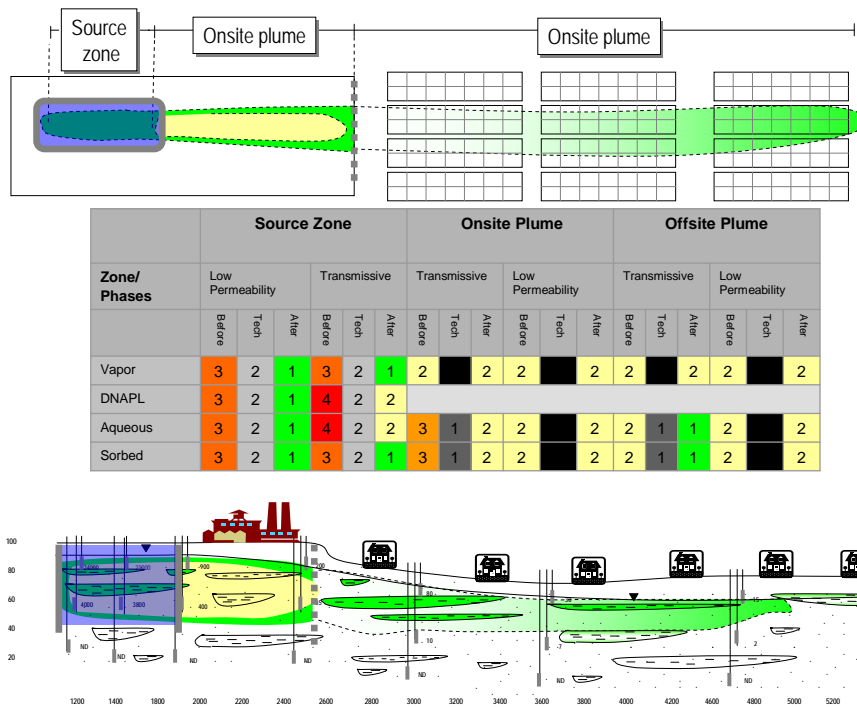 Source zone
Onsite plume
Onsite plume
Source Zone Onsite Plume Offsite Plume
Zone/ Phases Low Permeability Transmissive Transmissive Low Permeability Transmissive Low Permeability
Before Tech After Before Tech After Before Tech After Before Tech After Before Tech After Before Tech After
Vapor 3 2 1 3 2 1 2 2 2 2 2 2 2 2
DNAPL 3 2 1 4 2 2
Aqueous 3 2 1 4 2 2 3 1 2 2 2 2 1 1 2 2
Sorbed 3 2 1 3 2 1 3 1 2 2 2 2 1 1 2 2
100
80
60
40
20
900
80
15
4000 3800 400
10
7
2
ND ND ND ND ND ND
1200 1400 1800 2000 2200 2400 2600 2800 3000 3200 3400 3600 3800 4000 4400 4600 4800 5000 5200